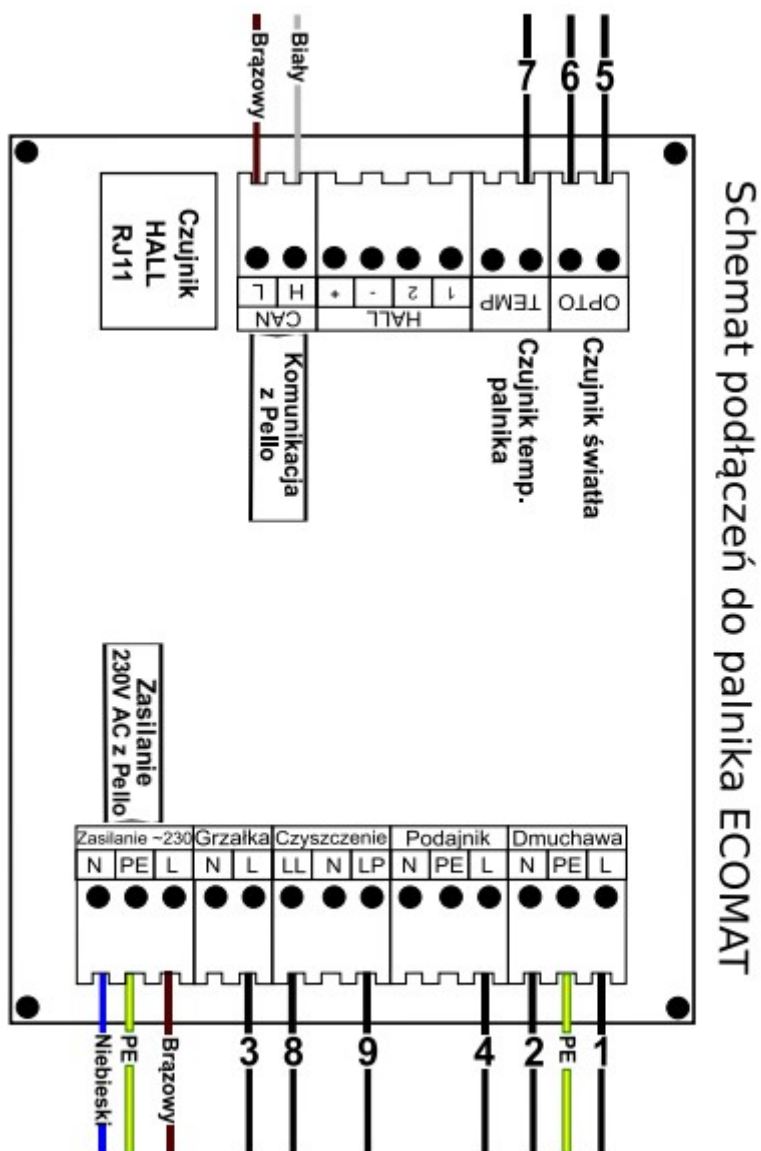 Schemat podłączeń do palnika ECOMAT
Brązowy
Biały
7
6
5
Czujnik
HALL
RJ11
L
H
+
-
2
1
CAN
HALL
TEMP
OPTO
Komunikacja
z Pello
Czujnik temp.
palnika
Czujnik światła
Zasilanie
230V AC z Pello
Zasilanie ~230
Grzałka
Czyszczenie
Podajnik
Dmuchawa
N
PE
L
N
L
LL
N
LP
N
PE
L
N
PE
L
Niebieski
PE
Brązowy
3
8
9
4
2
PE
1